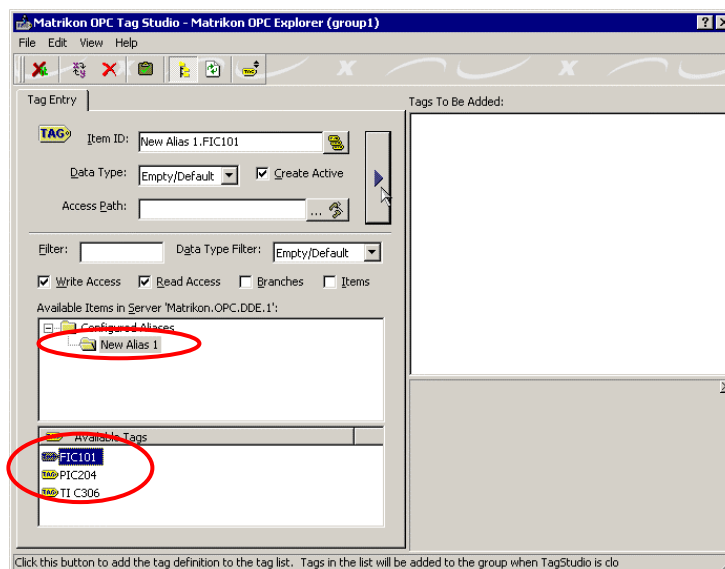 Matrikon OPC Tag Studio - Matrikon OPC Explorer (group1)
File Edit View Help
Tag Entry
Tags To Be Added:
TAG Item ID: New Alias 1.FIC101
Data Type: Empty/Default Create Active
Access Path: ...
Filter: Data Type Filter: Empty/Default
Write Access Read Access Branches Items
Available Items in Server 'Matrikon.OPC.DDE.1':
Configured Aliases
New Alias 1
Available Tags
FIC101
TAG PIC204
TAG TI C306
Click this button to add the tag definition to the tag list. Tags in the list will be added to the group when TagStudio is clo